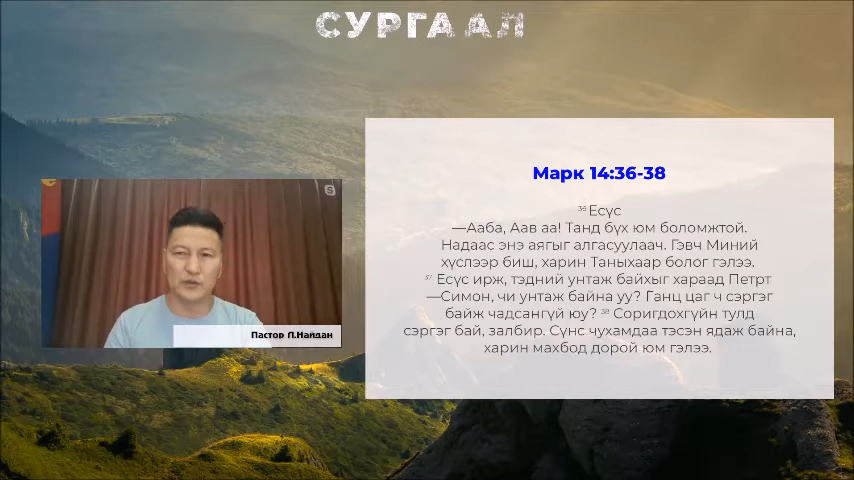 СУРГААЛ
Марк 14:36-38
36 Есүс
—Ааба, Аав аа! Танд бүх юм боломжтой.
Надаас энэ аягыг алгасуулаач. Гэвч Миний
хүслээр биш, харин Таныхаар болог гэлээ.
37 Есүс ирж, тэдний унтаж байхыг хараад Петрт
—Симон, чи унтаж байна уу? Ганц цаг ч сэргэг
байж чадсангүй юу? 38 Соригдохгүйн тулд
сэргэг бай, залбир. Сүнс чухамдаа тэсэн ядаж байна,
харин махбод дорой юм гэлээ.
Пастор Л.Найдан